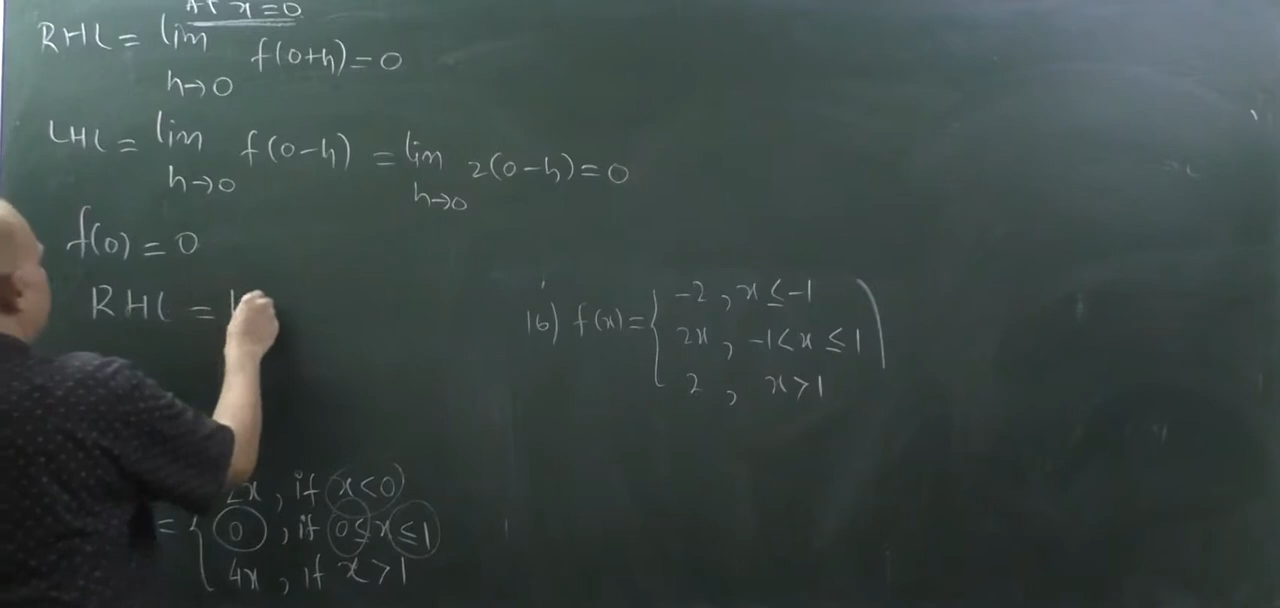 At x=0
RHL = lim f(0+h)=0
h→0
LHL = lim f(0-h) = lim 2(0-h)=0
h→0 h→0
f(0) = 0
RHL =
16) f(x)= { -2 , x≤-1
2x , -1<x≤1
2 , x>1
2x , if x<0
= { 0 , if 0≤x≤1
4x , if x>1